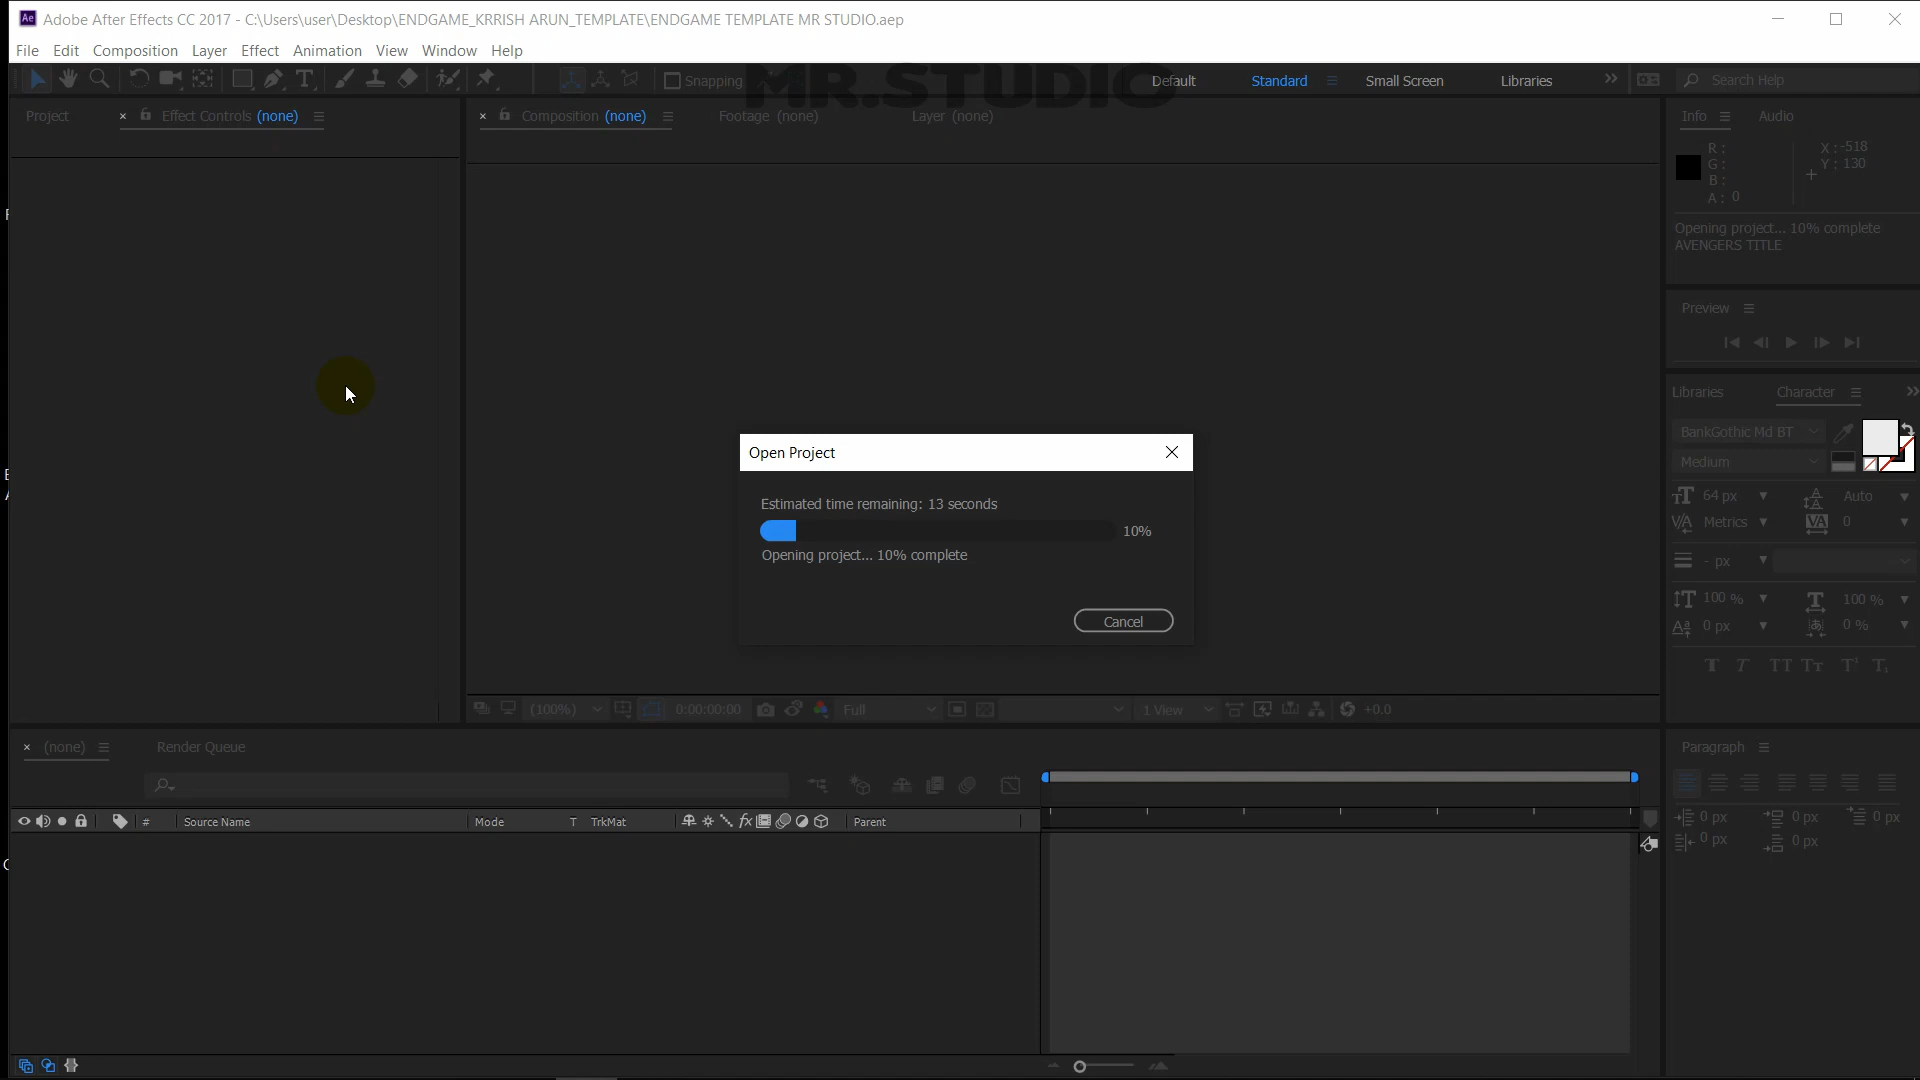 Adobe After Effects CC 2017 - C:\Users\user\Desktop\ENDGAME_KRRISH ARUN_TEMPLATE\ENDGAME TEMPLATE MR STUDIO.aep
File Edit Composition Layer Effect Animation View Window Help
Snapping
MR.STUDIO
Default Standard Small Screen Libraries Search Help
Project Effect Controls (none)
Composition (none) Footage (none) Layer (none)
Info Audio
R :
G :
B :
A : 0
X : -518
Y : 130
Opening project... 10% complete
AVENGERS TITLE
Preview
Libraries Character
BankGothic Md BT
Medium
64 px Auto
Metrics 0
- px
100 % 100 %
0 px 0 %
Open Project
Estimated time remaining: 13 seconds
10%
Opening project... 10% complete
Cancel
(100%) 0:00:00:00 Full 1 View +0.0
(none) Render Queue
# Source Name Mode T TrkMat Parent
Paragraph
0 px 0 px 0 px
0 px 0 px